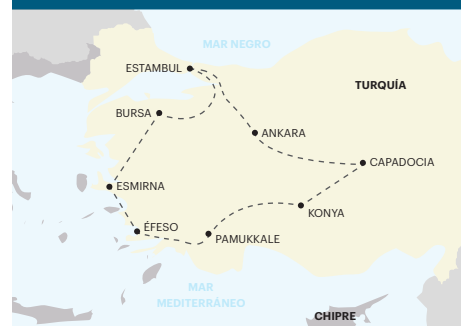 MAR NEGRO
ESTAMBUL
TURQUÍA
BURSA
ANKARA
CAPADOCIA
ESMIRNA
KONYA
ÉFESO
PAMUKKALE
MAR
MEDITERRÁNEO
CHIPRE